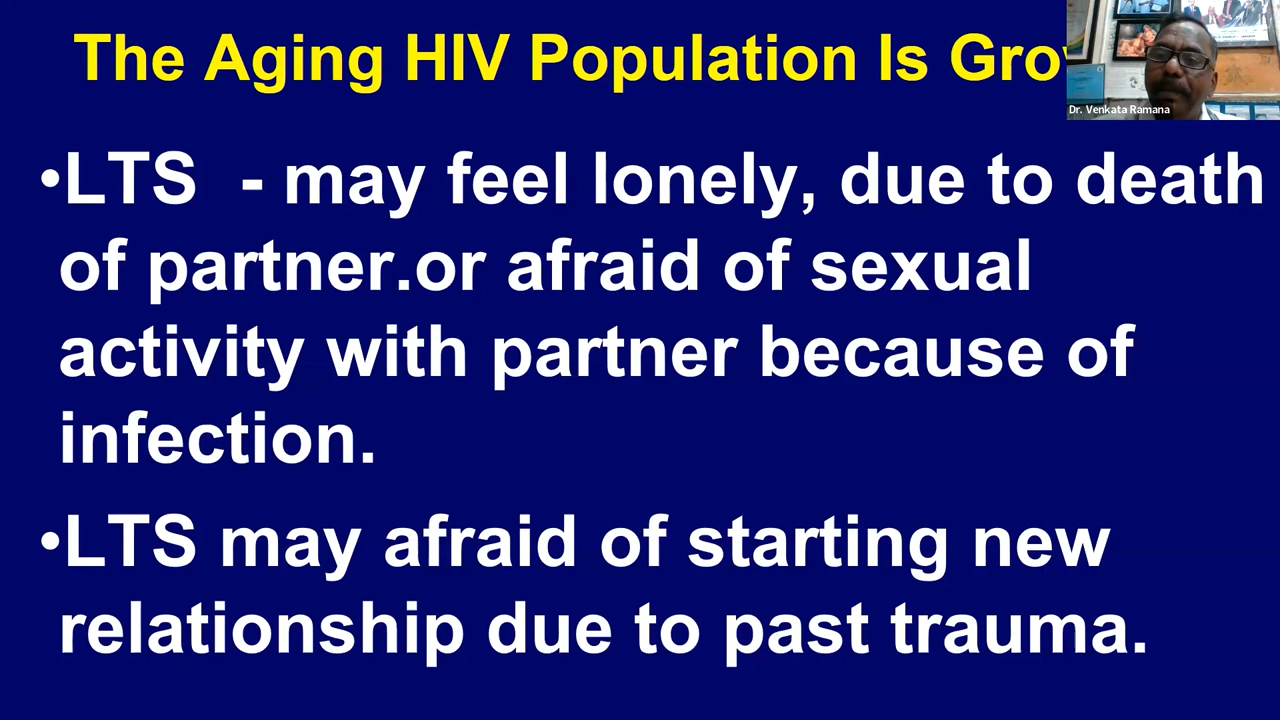 The Aging HIV Population Is
Dr. Venkata Ramana
•LTS - may feel lonely, due to death
of partner.or afraid of sexual
activity with partner because of
infection.
•LTS may afraid of starting new
relationship due to past trauma.